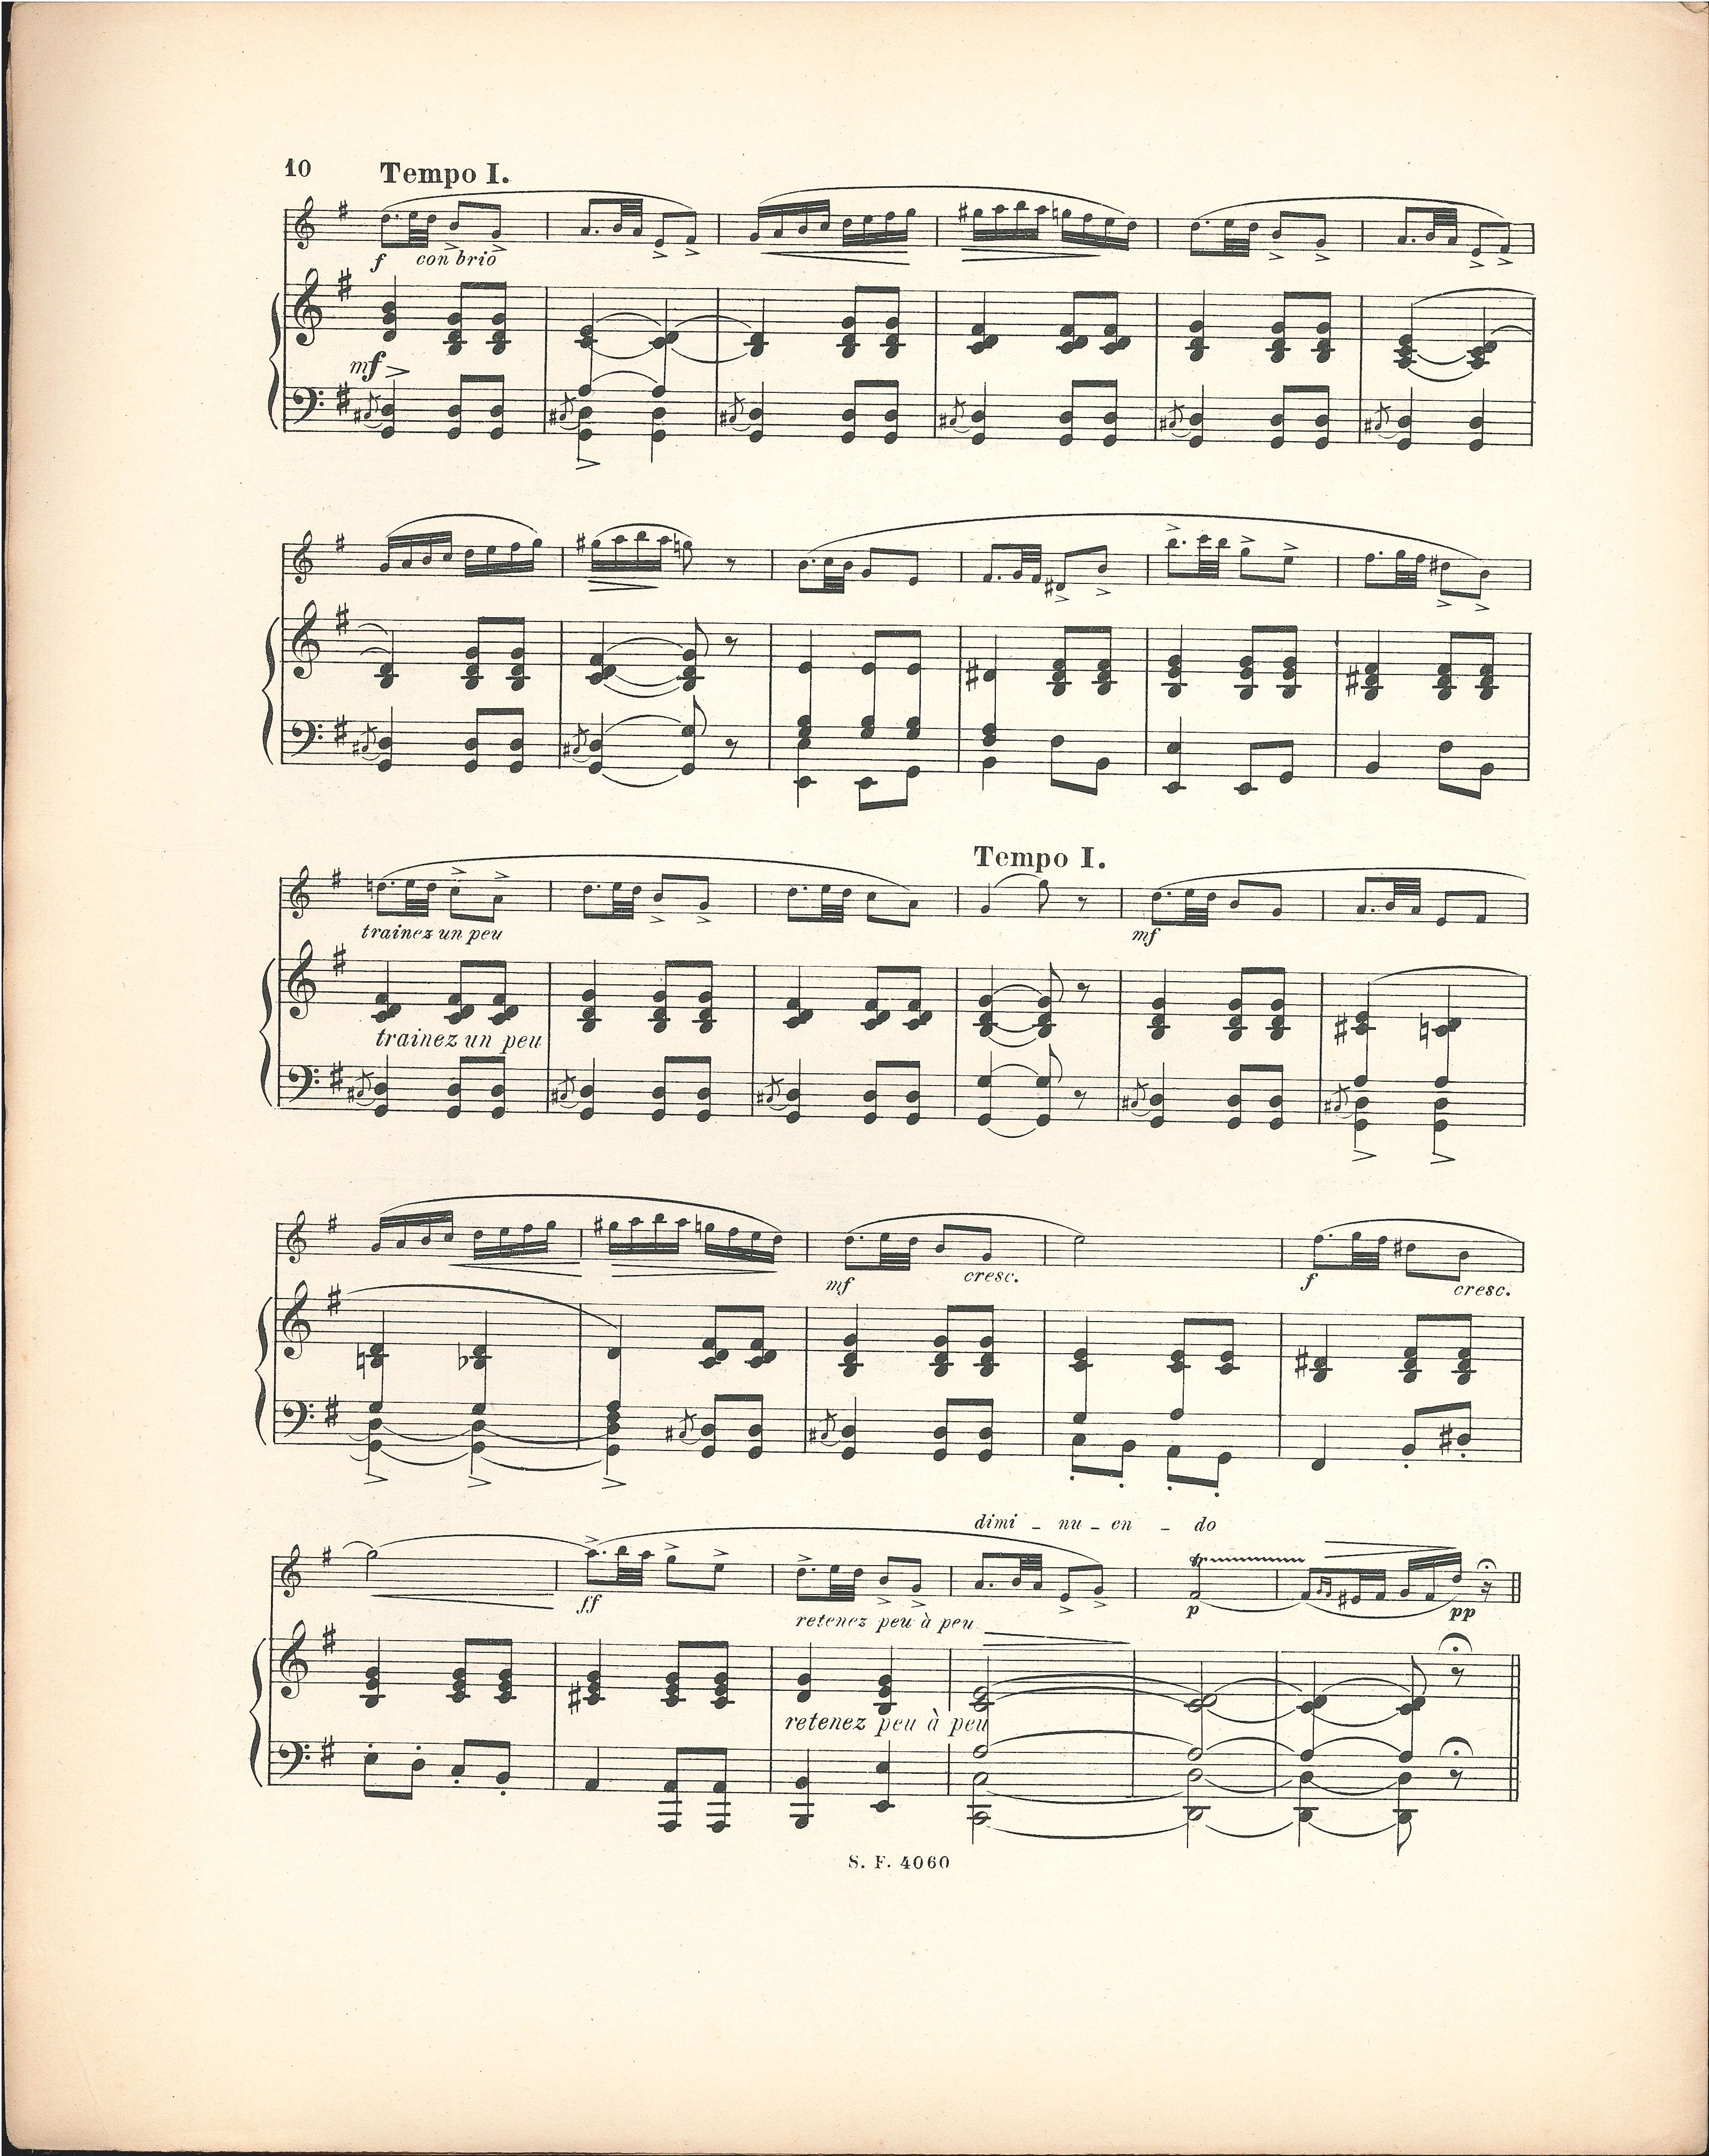 10 Tempo I.
f con brio
mf
trainez un peu
Tempo I.
mf
trainez un peu
mf cresc. f cresc.
dimi - nu - en - do
ff retenez peu à peu p pp
retenez peu à peu
S. F. 4060